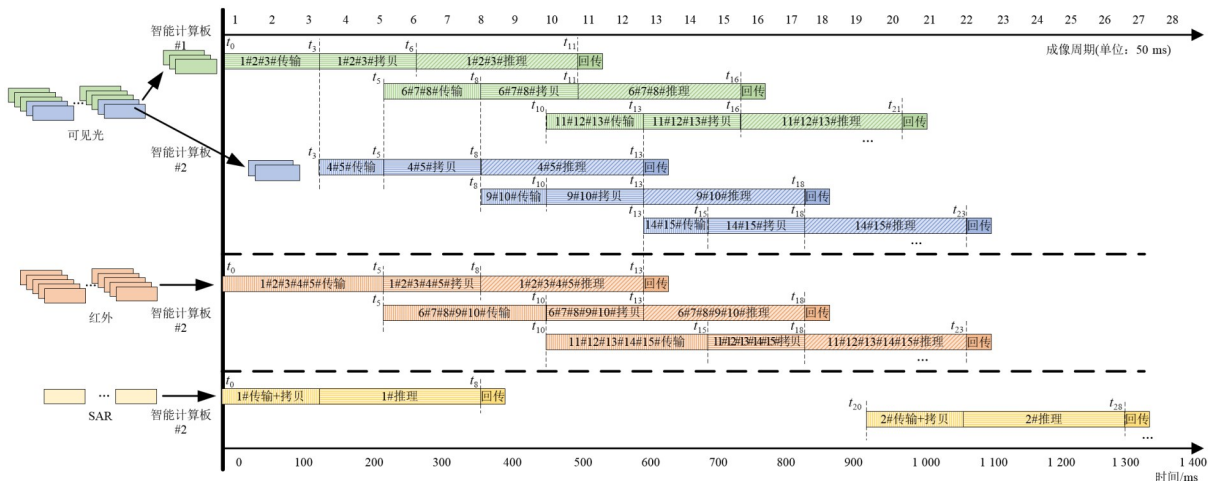 1 2 3 4 5 6 7 8 9 10 11 12 13 14 15 16 17 18 19 20 21 22 23 24 25 26 27 28
智能计算板
#1
成像周期(单位：50 ms)
t0 t3 t6 t11
1#2#3#传输 1#2#3#拷贝 1#2#3#推理 回传
t5 t8 t11 t16
6#7#8#传输 6#7#8#拷贝 6#7#8#推理 回传
t10 t13 t16 t21
11#12#13#传输 11#12#13#拷贝 11#12#13#推理 回传
...
...
可见光
智能计算板
#2
t3 t5 t8 t13
4#5#传输 4#5#拷贝 4#5#推理 回传
t8 t10 t13 t18
9#10#传输 9#10#拷贝 9#10#推理 回传
t13 t15 t18 t23
14#15#传输 14#15#拷贝 14#15#推理 回传
...
t0 t5 t8 t13
...
红外
智能计算板
#2
1#2#3#4#5#传输 1#2#3#4#5#拷贝 1#2#3#4#5#推理 回传
t5 t10 t13 t18
6#7#8#9#10#传输 6#7#8#9#10#拷贝 6#7#8#9#10#推理 回传
t10 t15 t18 t23
11#12#13#14#15#传输 11#12#13#14#15#拷贝 11#12#13#14#15#推理 回传
...
t0 t8
...
SAR
智能计算板
#2
1#传输+拷贝 1#推理 回传
t20 t28
2#传输+拷贝 2#推理 回传
...
0 100 200 300 400 500 600 700 800 900 1 000 1 100 1 200 1 300 1 400
时间/ms